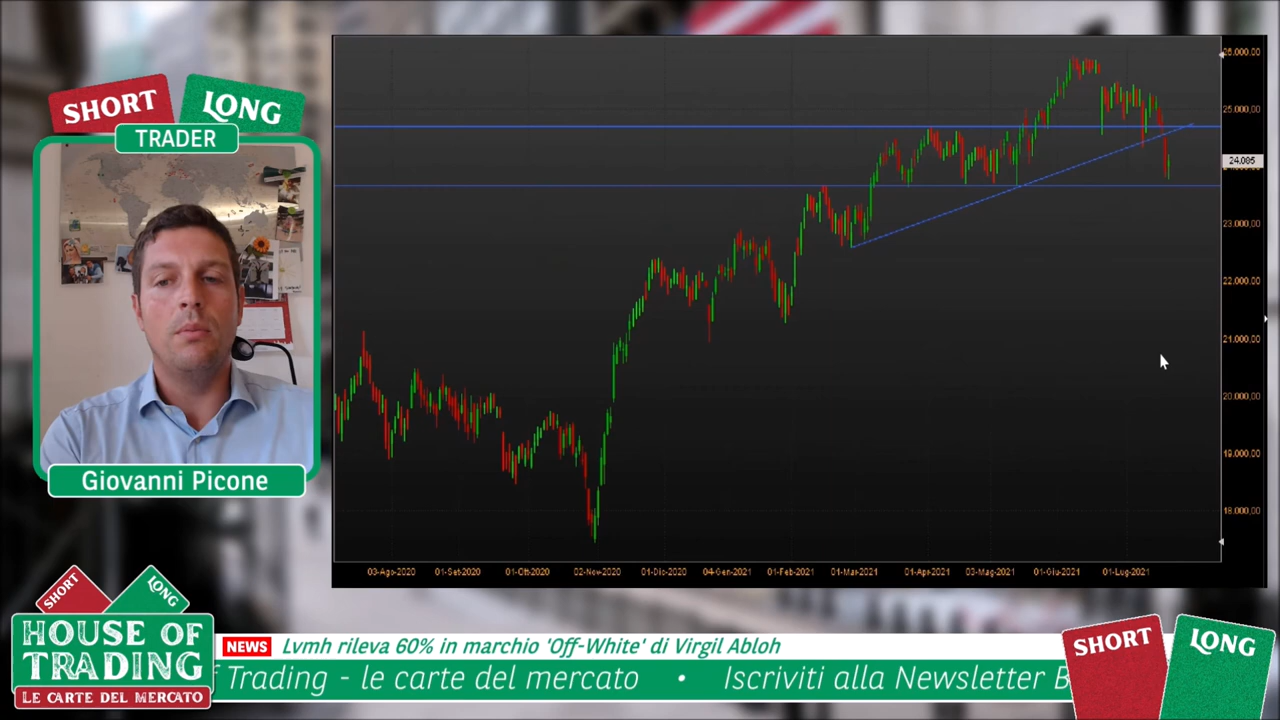 SHORT
LONG
TRADER
Giovanni Picone
26.000,00
25.000,00
24.085
23.000,00
22.000,00
21.000,00
20.000,00
19.000,00
18.000,00
03-Ago-2020 01-Set-2020 01-Ott-2020 02-Nov-2020 01-Dic-2020 04-Gen-2021 01-Feb-2021 01-Mar-2021 01-Apr-2021 03-Mag-2021 01-Giu-2021 01-Lug-2021
SHORT
LONG
HOUSE OF
TRADING
LE CARTE DEL MERCATO
NEWS Lvmh rileva 60% in marchio 'Off-White' di Virgil Abloh
f Trading - le carte del mercato • Iscriviti alla Newsletter B
SHORT
LONG